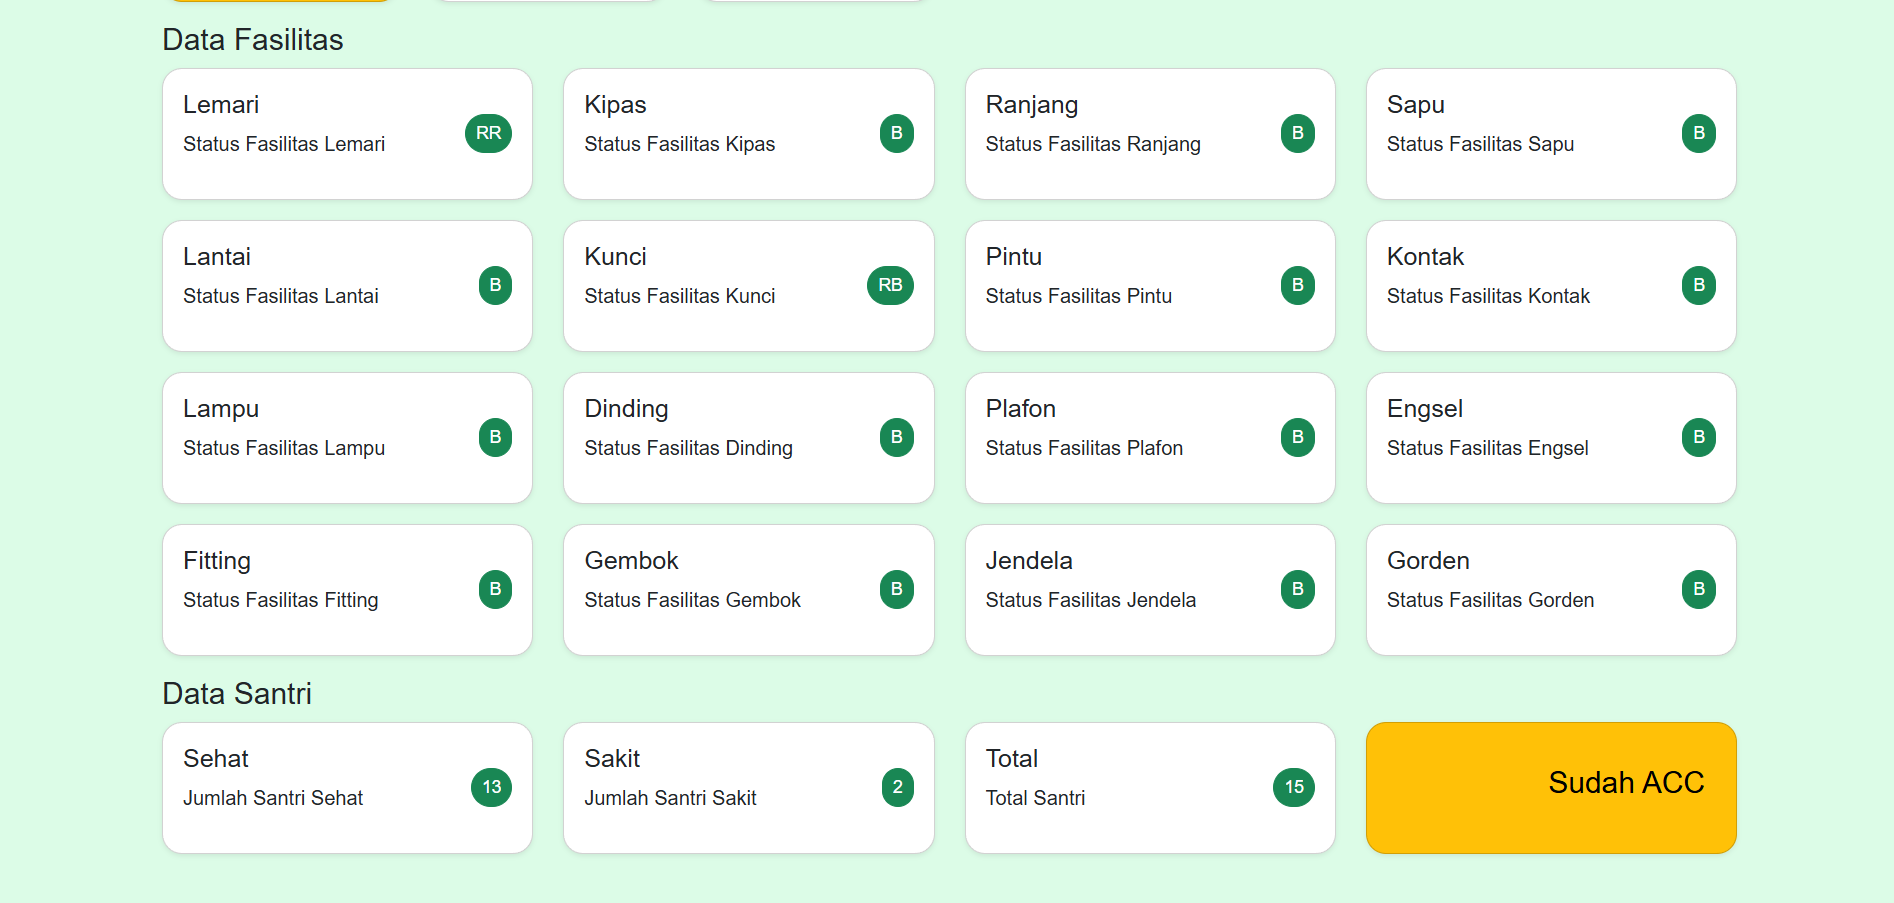 Data Fasilitas
Lemari
Status Fasilitas Lemari
RR
Kipas
Status Fasilitas Kipas
B
Ranjang
Status Fasilitas Ranjang
B
Sapu
Status Fasilitas Sapu
B
Lantai
Status Fasilitas Lantai
B
Kunci
Status Fasilitas Kunci
RB
Pintu
Status Fasilitas Pintu
B
Kontak
Status Fasilitas Kontak
B
Lampu
Status Fasilitas Lampu
B
Dinding
Status Fasilitas Dinding
B
Plafon
Status Fasilitas Plafon
B
Engsel
Status Fasilitas Engsel
B
Fitting
Status Fasilitas Fitting
B
Gembok
Status Fasilitas Gembok
B
Jendela
Status Fasilitas Jendela
B
Gorden
Status Fasilitas Gorden
B
Data Santri
Sehat
Jumlah Santri Sehat
13
Sakit
Jumlah Santri Sakit
2
Total
Total Santri
15
Sudah ACC